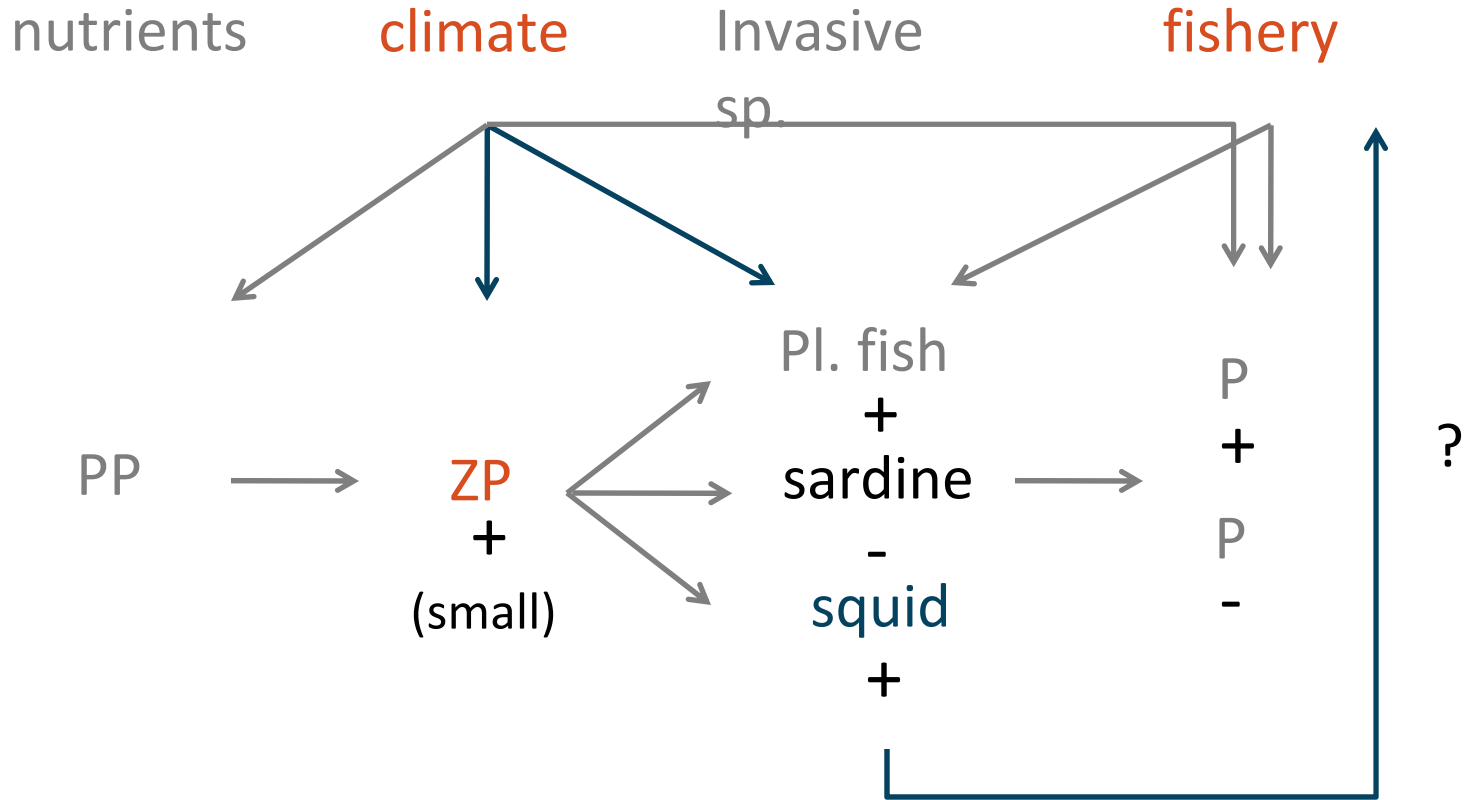 nutrients climate Invasive fishery
sp.
Pl. fish
P
+
+
PP ZP sardine ?
+
P
-
(small) squid -
+